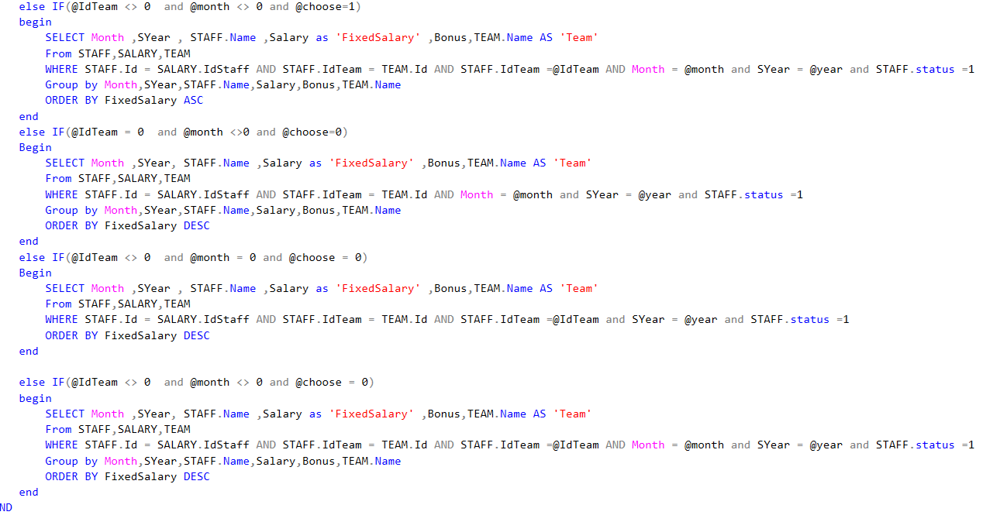 else IF(@IdTeam <> 0  and @month <> 0 and @choose=1)
begin
    SELECT Month ,SYear , STAFF.Name ,Salary as 'FixedSalary' ,Bonus,TEAM.Name AS 'Team'
    From STAFF,SALARY,TEAM
    WHERE STAFF.Id = SALARY.IdStaff AND STAFF.IdTeam = TEAM.Id AND STAFF.IdTeam =@IdTeam AND Month = @month and SYear = @year and STAFF.status =1
    Group by Month,SYear,STAFF.Name,Salary,Bonus,TEAM.Name
    ORDER BY FixedSalary ASC
end
else IF(@IdTeam = 0  and @month <>0 and @choose=0)
Begin
    SELECT Month ,SYear, STAFF.Name ,Salary as 'FixedSalary' ,Bonus,TEAM.Name AS 'Team'
    From STAFF,SALARY,TEAM
    WHERE STAFF.Id = SALARY.IdStaff AND STAFF.IdTeam = TEAM.Id AND Month = @month and SYear = @year and STAFF.status =1
    Group by Month,SYear,STAFF.Name,Salary,Bonus,TEAM.Name
    ORDER BY FixedSalary DESC
end
else IF(@IdTeam <> 0  and @month = 0 and @choose = 0)
Begin
    SELECT Month ,SYear , STAFF.Name ,Salary as 'FixedSalary' ,Bonus,TEAM.Name AS 'Team'
    From STAFF,SALARY,TEAM
    WHERE STAFF.Id = SALARY.IdStaff AND STAFF.IdTeam = TEAM.Id AND STAFF.IdTeam =@IdTeam and SYear = @year and STAFF.status =1
    ORDER BY FixedSalary DESC
end
else IF(@IdTeam <> 0  and @month <> 0 and @choose = 0)
begin
    SELECT Month ,SYear, STAFF.Name ,Salary as 'FixedSalary' ,Bonus,TEAM.Name AS 'Team'
    From STAFF,SALARY,TEAM
    WHERE STAFF.Id = SALARY.IdStaff AND STAFF.IdTeam = TEAM.Id AND STAFF.IdTeam =@IdTeam AND Month = @month and SYear = @year and STAFF.status =1
    Group by Month,SYear,STAFF.Name,Salary,Bonus,TEAM.Name
    ORDER BY FixedSalary DESC
end
ND